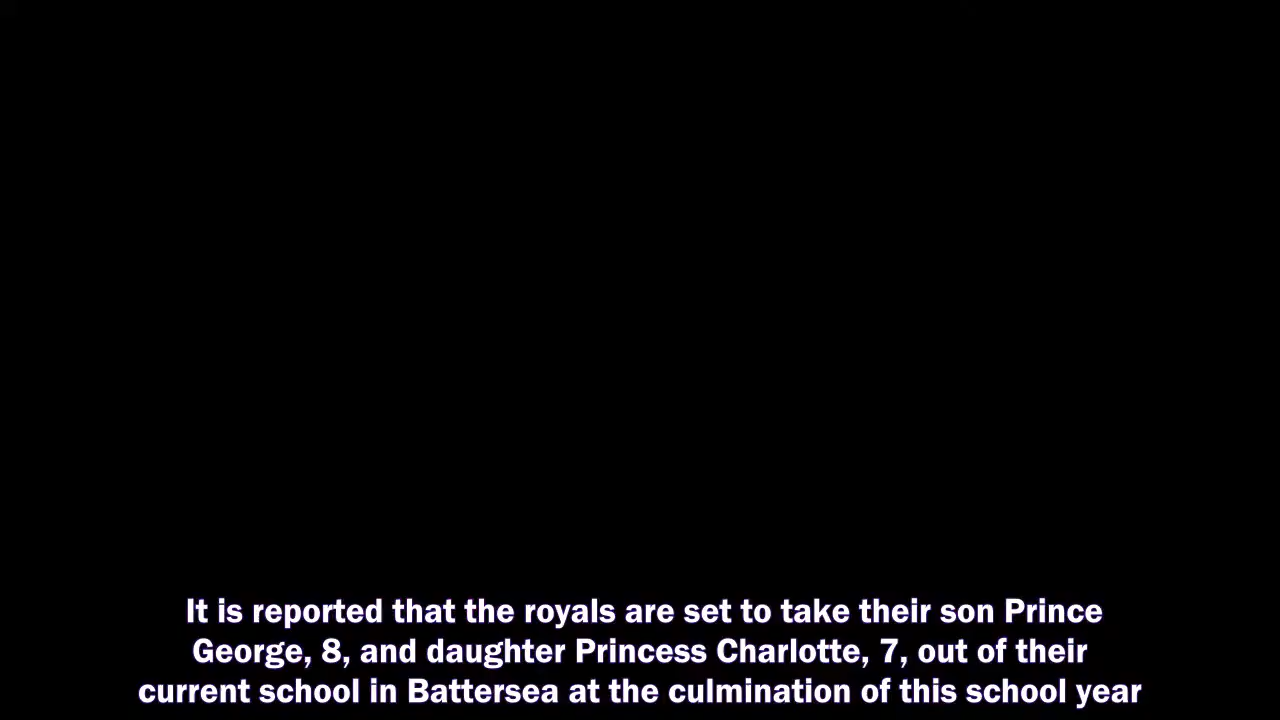 It is reported that the royals are set to take their son Prince
George, 8, and daughter Princess Charlotte, 7, out of their
current school in Battersea at the culmination of this school year